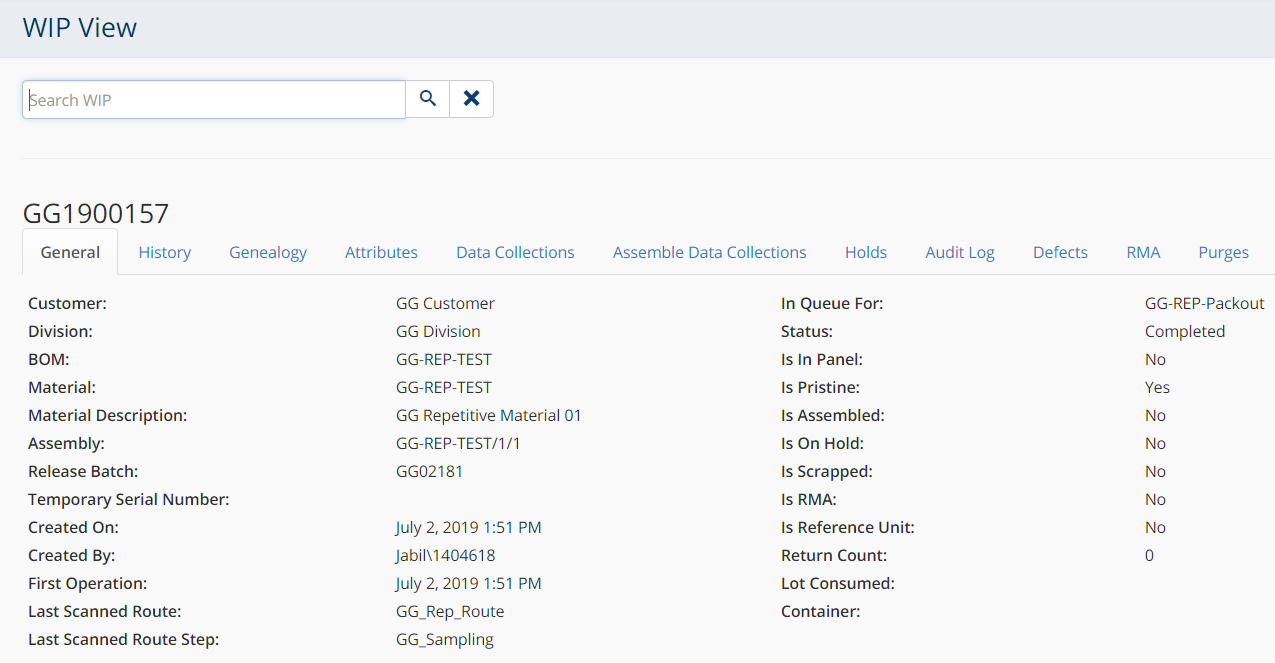 WIP View
Search WIP
GG1900157
General History Genealogy Attributes Data Collections Assemble Data Collections Holds Audit Log Defects RMA Purges
Customer: GG Customer In Queue For: GG-REP-Packout
Division: GG Division Status: Completed
BOM: GG-REP-TEST Is In Panel: No
Material: GG-REP-TEST Is Pristine: Yes
Material Description: GG Repetitive Material 01 Is Assembled: No
Assembly: GG-REP-TEST/1/1 Is On Hold: No
Release Batch: GG02181 Is Scrapped: No
Temporary Serial Number: Is RMA: No
Created On: July 2, 2019 1:51 PM Is Reference Unit: No
Created By: Jabil\1404618 Return Count: 0
First Operation: July 2, 2019 1:51 PM Lot Consumed:
Last Scanned Route: GG_Rep_Route Container:
Last Scanned Route Step: GG_Sampling